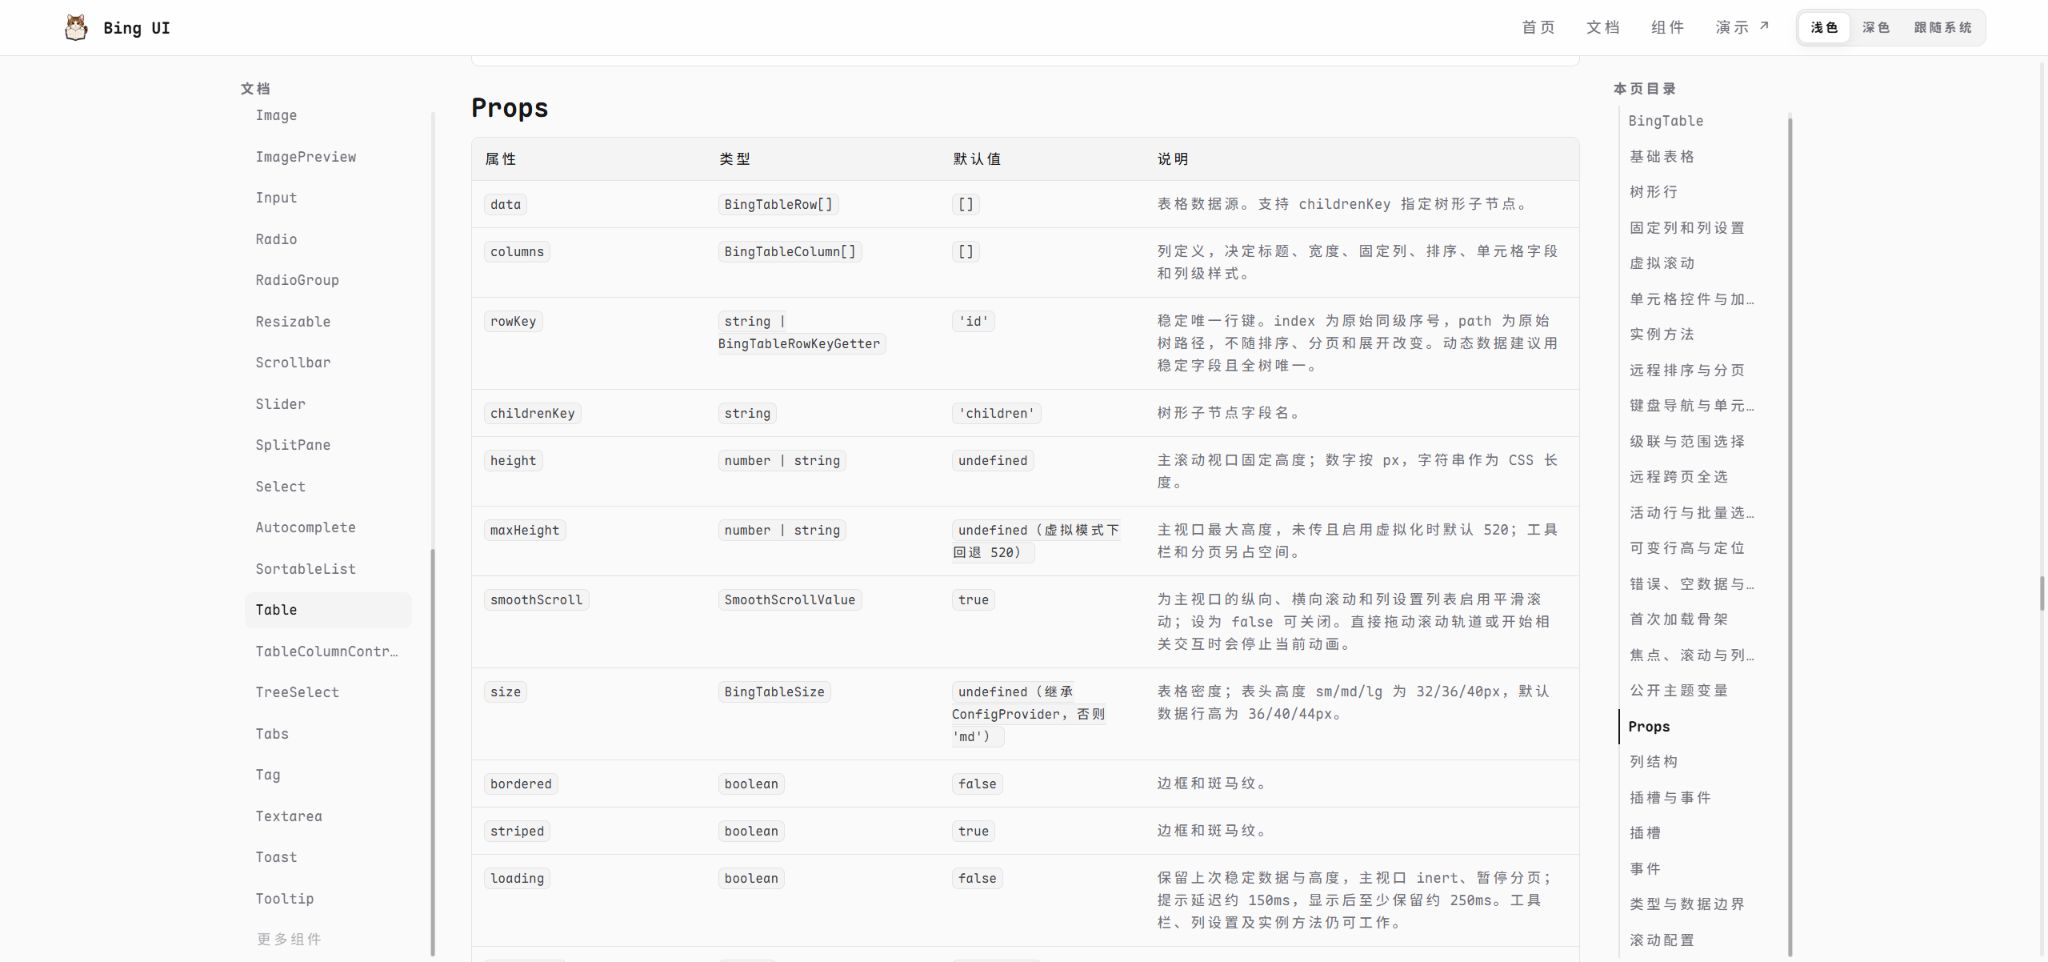 Bing UI
首页
文档
组件
演示 ↗
浅色
深色
跟随系统
文档
Image
ImagePreview
Input
Radio
RadioGroup
Resizable
Scrollbar
Slider
SplitPane
Select
Autocomplete
SortableList
Table
TableColumnContr…
TreeSelect
Tabs
Tag
Textarea
Toast
Tooltip
更多组件
Props
属性
类型
默认值
说明
data
BingTableRow[]
[]
表格数据源。支持 childrenKey 指定树形子节点。
columns
BingTableColumn[]
[]
列定义，决定标题、宽度、固定列、排序、单元格字段
和列级样式。
rowKey
string |
BingTableRowKeyGetter
'id'
稳定唯一行键。index 为原始同级序号，path 为原始
树路径，不随排序、分页和展开改变。动态数据建议用
稳定字段且全树唯一。
childrenKey
string
'children'
树形子节点字段名。
height
number | string
undefined
主滚动视口固定高度；数字按 px，字符串作为 CSS 长
度。
maxHeight
number | string
undefined（虚拟模式下
回退 520）
主视口最大高度，未传且启用虚拟化时默认 520；工具
栏和分页另占空间。
smoothScroll
SmoothScrollValue
true
为主视口的纵向、横向滚动和列设置列表启用平滑滚
动；设为 false 可关闭。直接拖动滚动轨道或开始相
关交互时会停止当前动画。
size
BingTableSize
undefined（继承
ConfigProvider，否则
'md'）
表格密度；表头高度 sm/md/lg 为 32/36/40px，默认
数据行高为 36/40/44px。
bordered
boolean
false
边框和斑马纹。
striped
boolean
true
边框和斑马纹。
loading
boolean
false
保留上次稳定数据与高度，主视口 inert、暂停分页；
提示延迟约 150ms，显示后至少保留约 250ms。工具
栏、列设置及实例方法仍可工作。
本页目录
BingTable
基础表格
树形行
固定列和列设置
虚拟滚动
单元格控件与加…
实例方法
远程排序与分页
键盘导航与单元…
级联与范围选择
远程跨页全选
活动行与批量选…
可变行高与定位
错误、空数据与…
首次加载骨架
焦点、滚动与列…
公开主题变量
Props
列结构
插槽与事件
插槽
事件
类型与数据边界
滚动配置